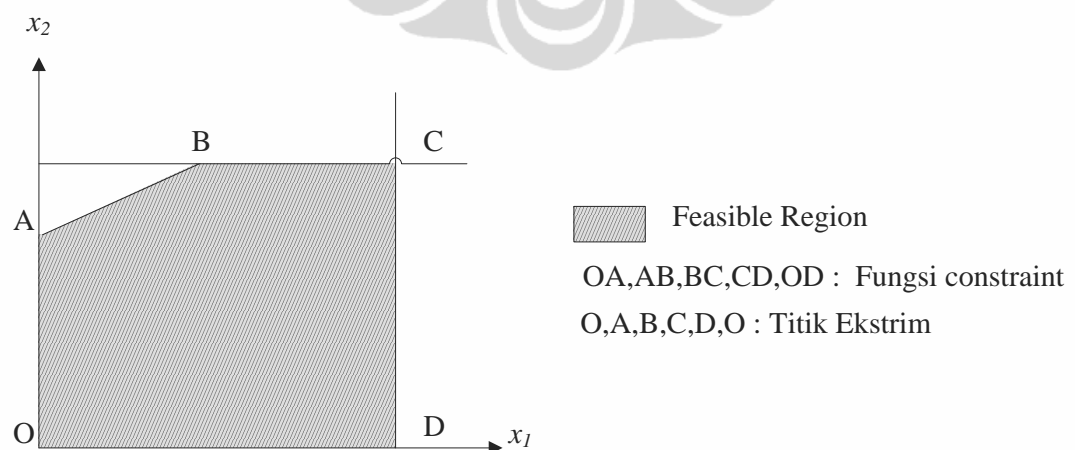 x2
B
C
A
Feasible Region
OA,AB,BC,CD,OD : Fungsi constraint
O,A,B,C,D,O : Titik Ekstrim
O
D
x1